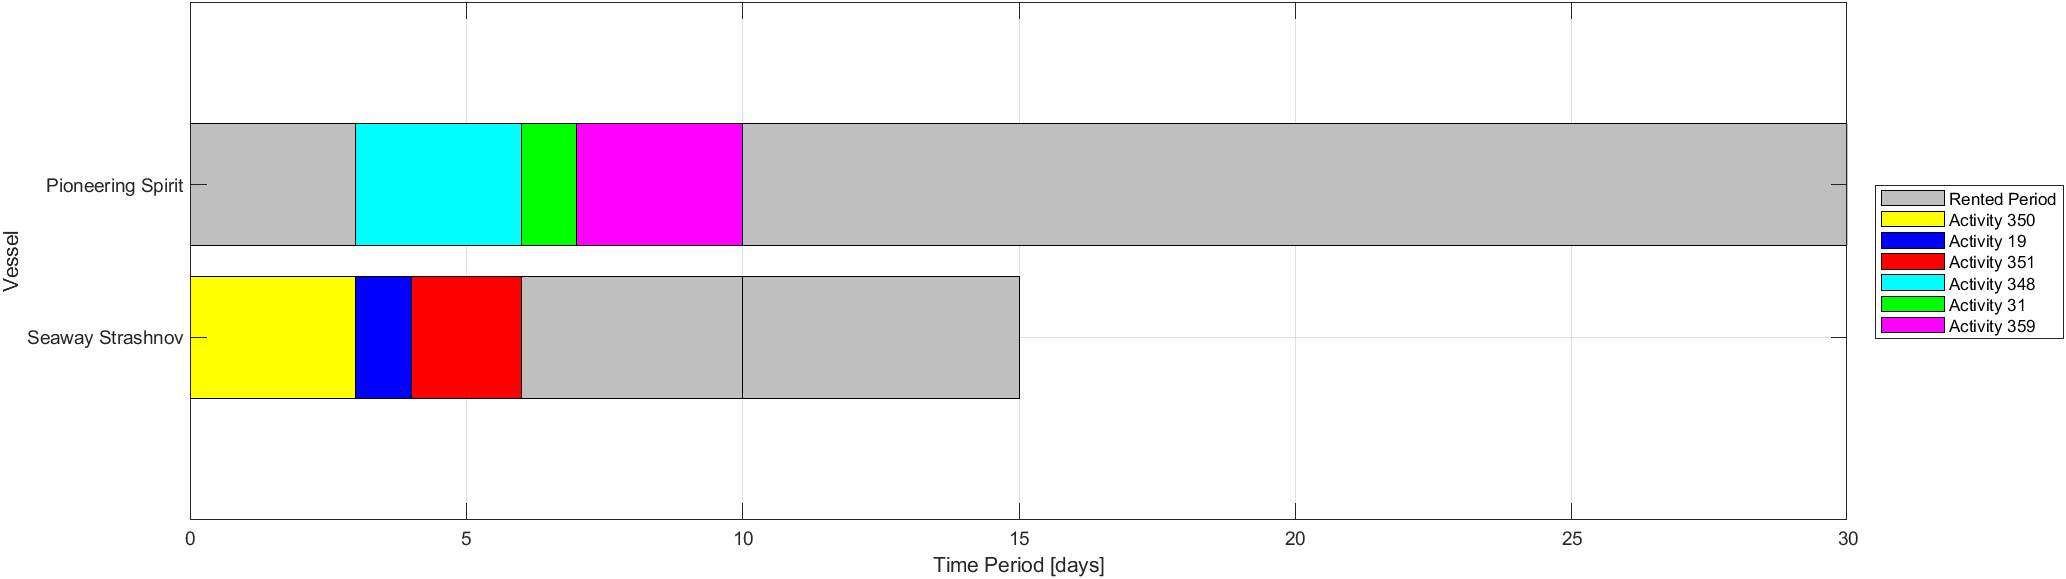 Pioneering Spirit
Seaway Strashnov
Vessel
0 5 10 15 20 25 30
Time Period [days]
Rented Period
Activity 350
Activity 19
Activity 351
Activity 348
Activity 31
Activity 359